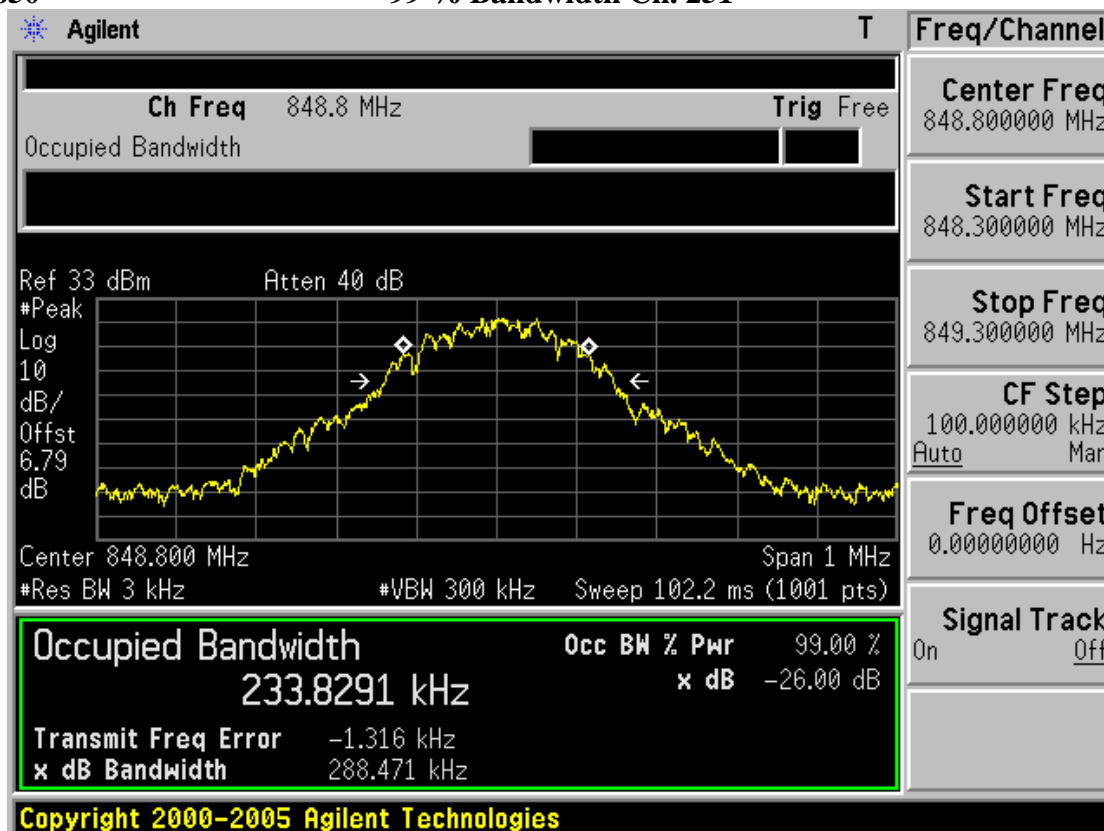 99 % Bandwidth Ch. 251
Agilent T
Ch Freq 848.8 MHz Trig Free
Occupied Bandwidth
Ref 33 dBm Atten 40 dB
#Peak
Log
10
dB/
Offst
6.79
dB
Center 848.800 MHz Span 1 MHz
#Res BW 3 kHz #VBW 300 kHz Sweep 102.2 ms (1001 pts)
Occupied Bandwidth Occ BW % Pwr 99.00 %
233.8291 kHz x dB -26.00 dB
Transmit Freq Error -1.316 kHz
x dB Bandwidth 288.471 kHz
Copyright 2000-2005 Agilent Technologies
Freq/Channel
Center Freq
848.800000 MHz
Start Freq
848.300000 MHz
Stop Freq
849.300000 MHz
CF Step
100.000000 kHz
Auto Man
Freq Offset
0.00000000 Hz
Signal Track
On Off